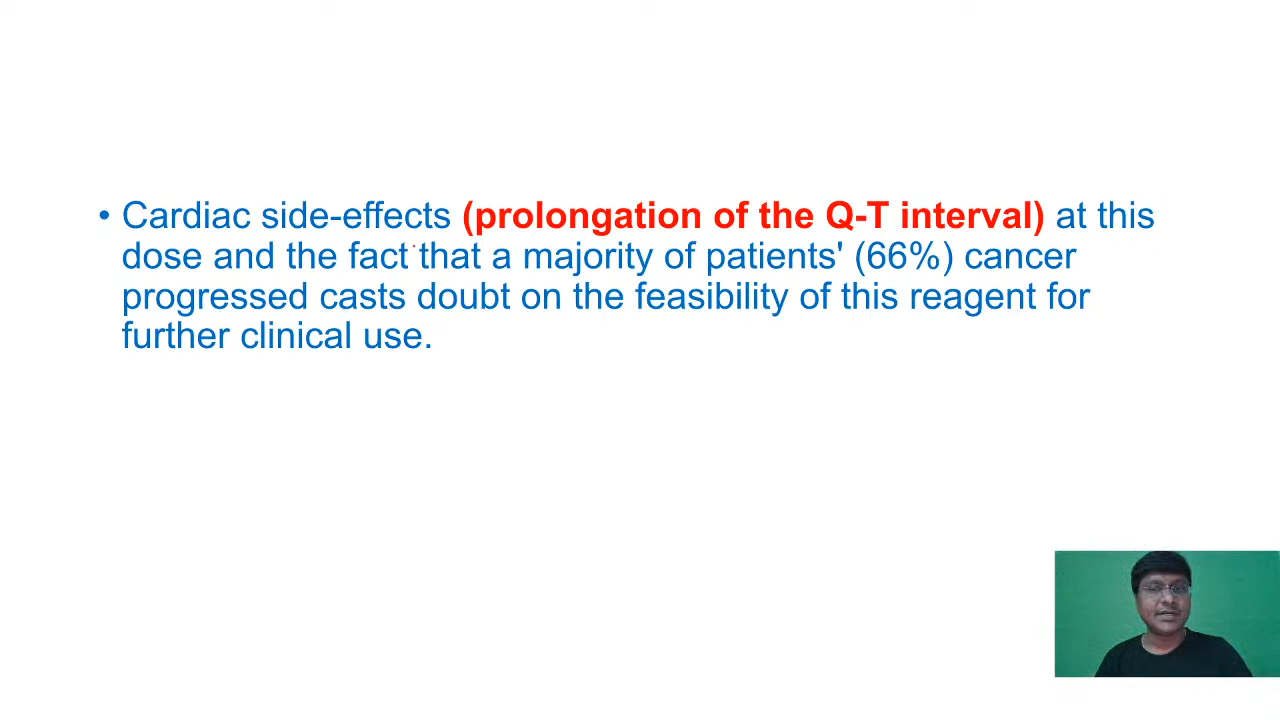 • Cardiac side-effects (prolongation of the Q-T interval) at this
dose and the fact that a majority of patients' (66%) cancer
progressed casts doubt on the feasibility of this reagent for
further clinical use.